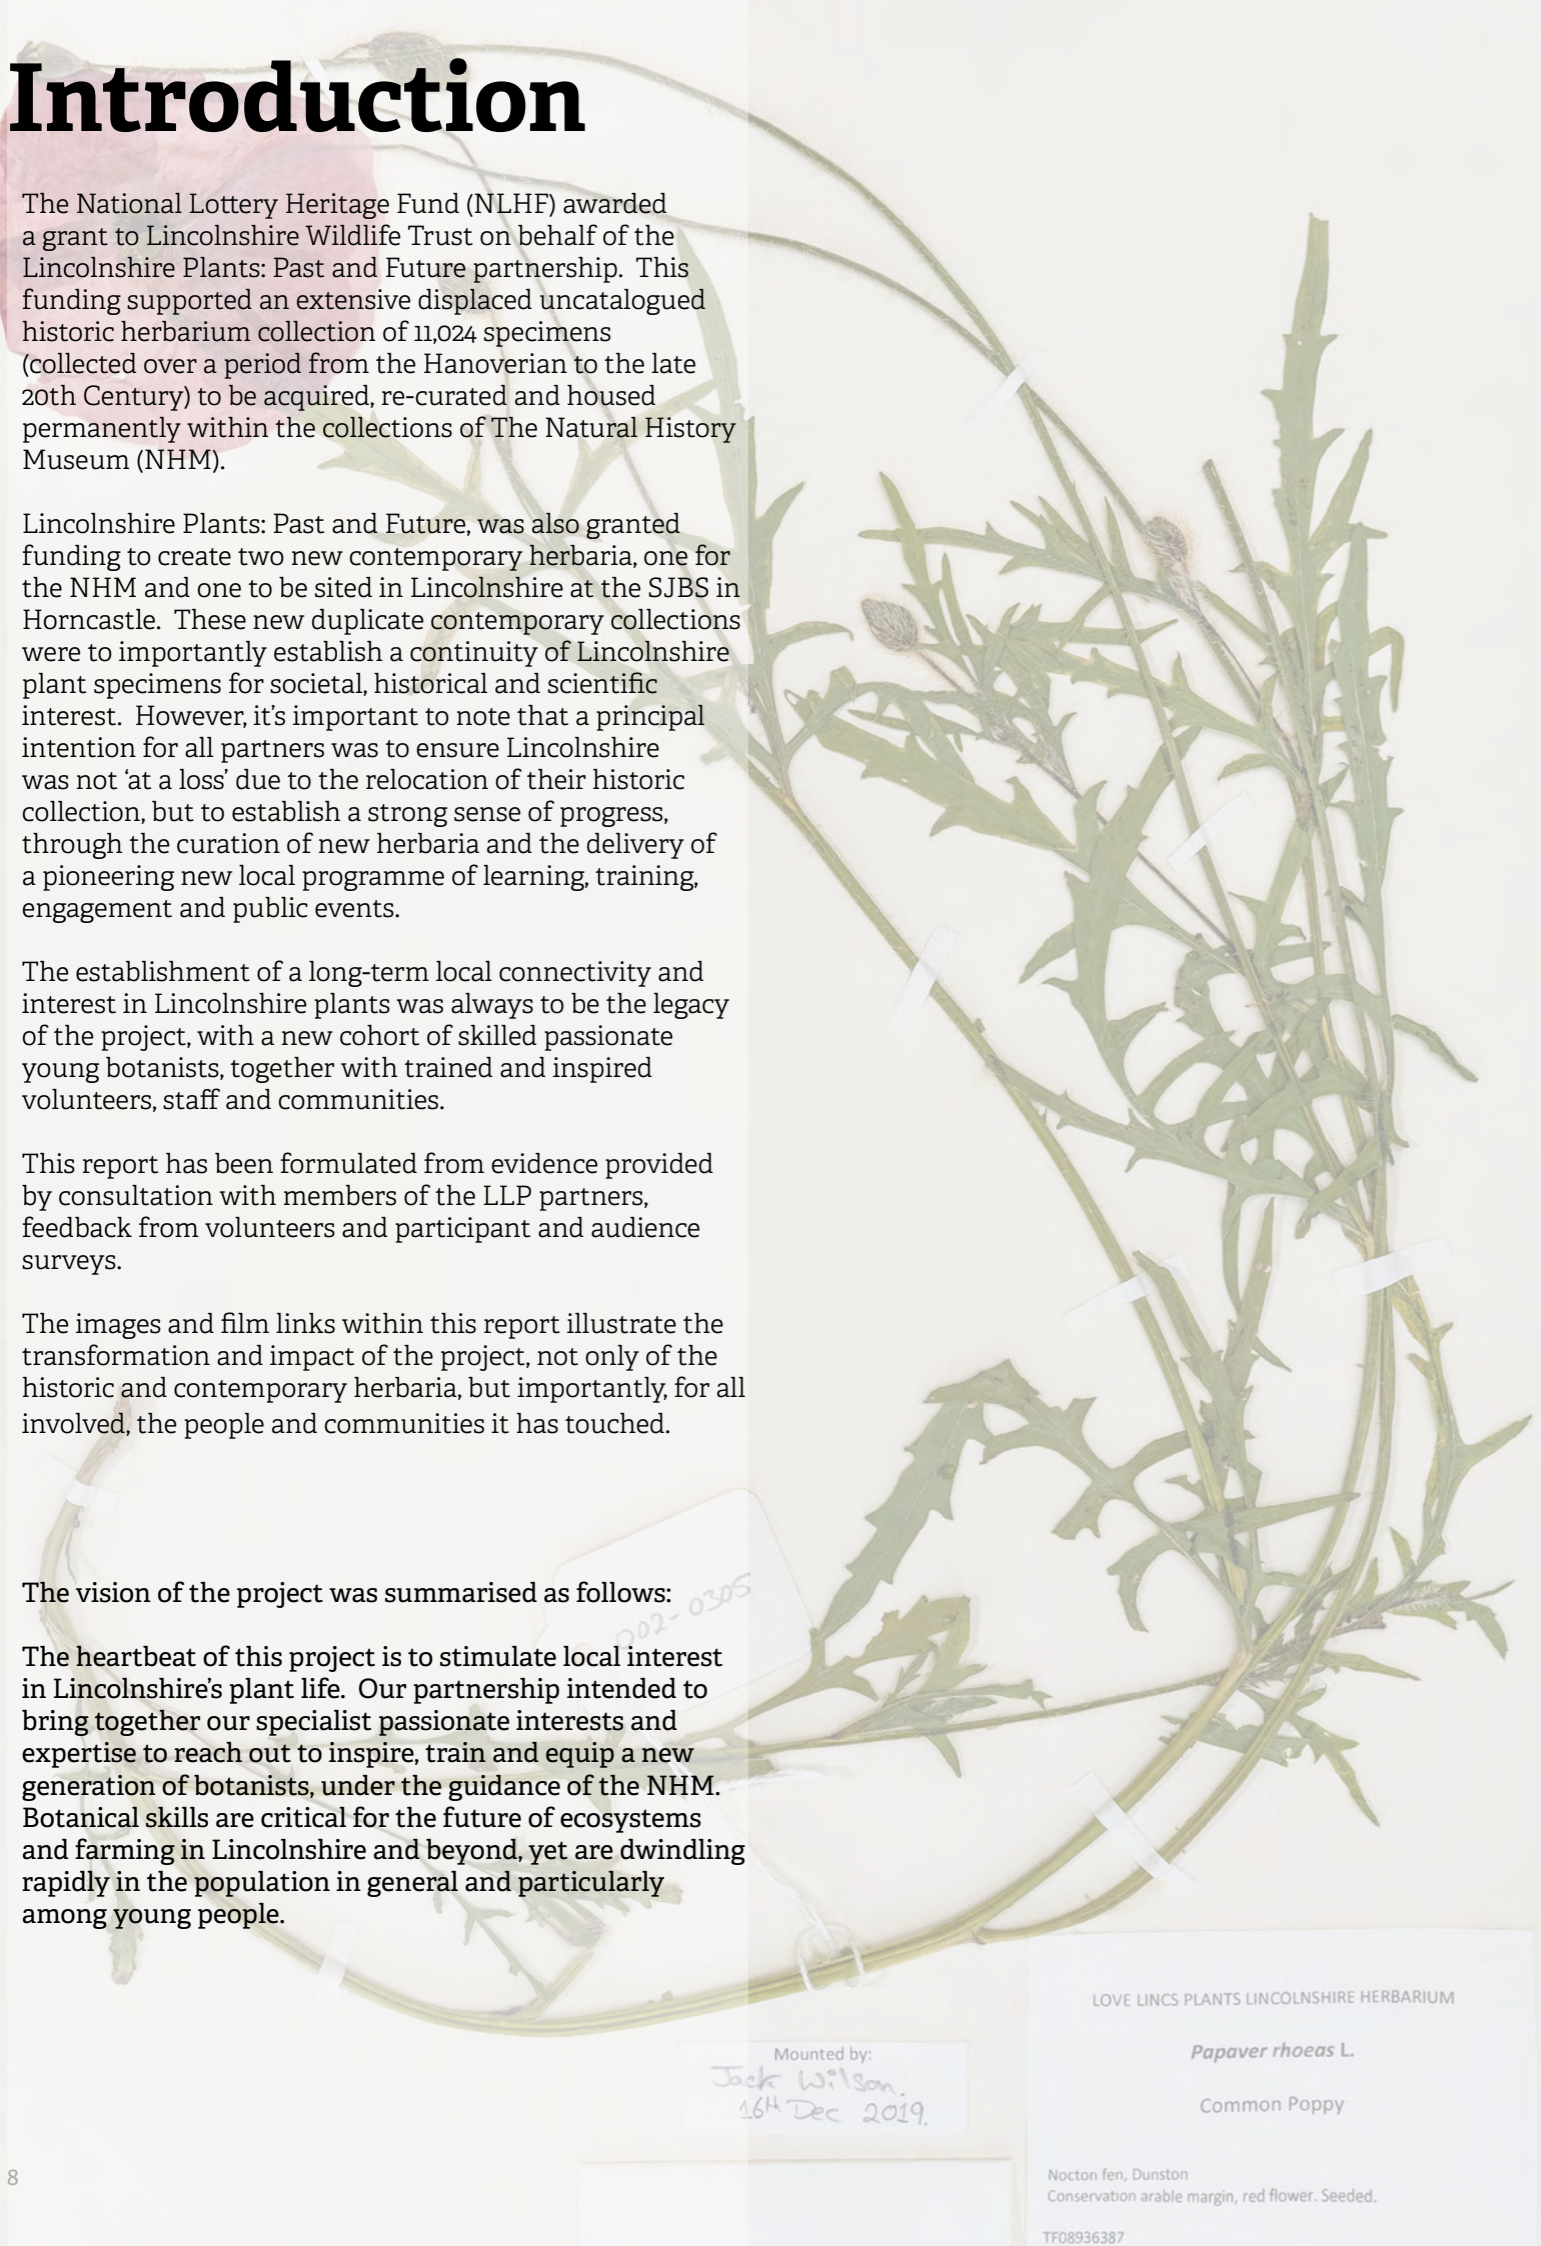 Introduction
The National Lottery Heritage Fund (NLHF) awarded
a grant to Lincolnshire Wildlife Trust on behalf of the
Lincolnshire Plants: Past and Future partnership.  This
funding supported an extensive displaced uncatalogued
historic herbarium collection of 11,024 specimens
(collected over a period from the Hanoverian to the late
20th Century) to be acquired, re-curated and housed
permanently within the collections of The Natural History
Museum (NHM).
Lincolnshire Plants: Past and Future, was also granted
funding to create two new contemporary herbaria, one for
the NHM and one to be sited in Lincolnshire at the SJBS in
Horncastle.  These new duplicate contemporary collections
were to importantly establish a continuity of Lincolnshire
plant specimens for societal, historical and scientific
interest.  However, it’s important to note that a principal
intention for all partners was to ensure Lincolnshire
was not ‘at a loss’ due to the relocation of their historic
collection, but to establish a strong sense of progress,
through the curation of new herbaria and the delivery of
a pioneering new local programme of learning, training,
engagement and public events.
The establishment of a long-term local connectivity and
interest in Lincolnshire plants was always to be the legacy
of the project, with a new cohort of skilled passionate
young botanists, together with trained and inspired
volunteers, staff and communities.
This report has been formulated from evidence provided
by consultation with members of the LLP partners,
feedback from volunteers and participant and audience
surveys.
The images and film links within this report illustrate the
transformation and impact of the project, not only of the
historic and contemporary herbaria, but importantly, for all
involved, the people and communities it has touched.
The vision of the project was summarised as follows:
The heartbeat of this project is to stimulate local interest
in Lincolnshire’s plant life.  Our partnership intended to
bring together our specialist passionate interests and
expertise to reach out to inspire, train and equip a new
generation of botanists, under the guidance of the NHM.
Botanical skills are critical for the future of ecosystems
and farming in Lincolnshire and beyond, yet are dwindling
rapidly in the population in general and particularly
among young people.
002-0305
LOVE LINCS PLANTS LINCOLNSHIRE HERBARIUM
Papaver rhoeas L.
Common Poppy
Nocton fen, Dunston
Conservation arable margin, red flower. Seeded.
TF08936387
Mounted by:
Jack Wilson.
16th Dec 2019.
8